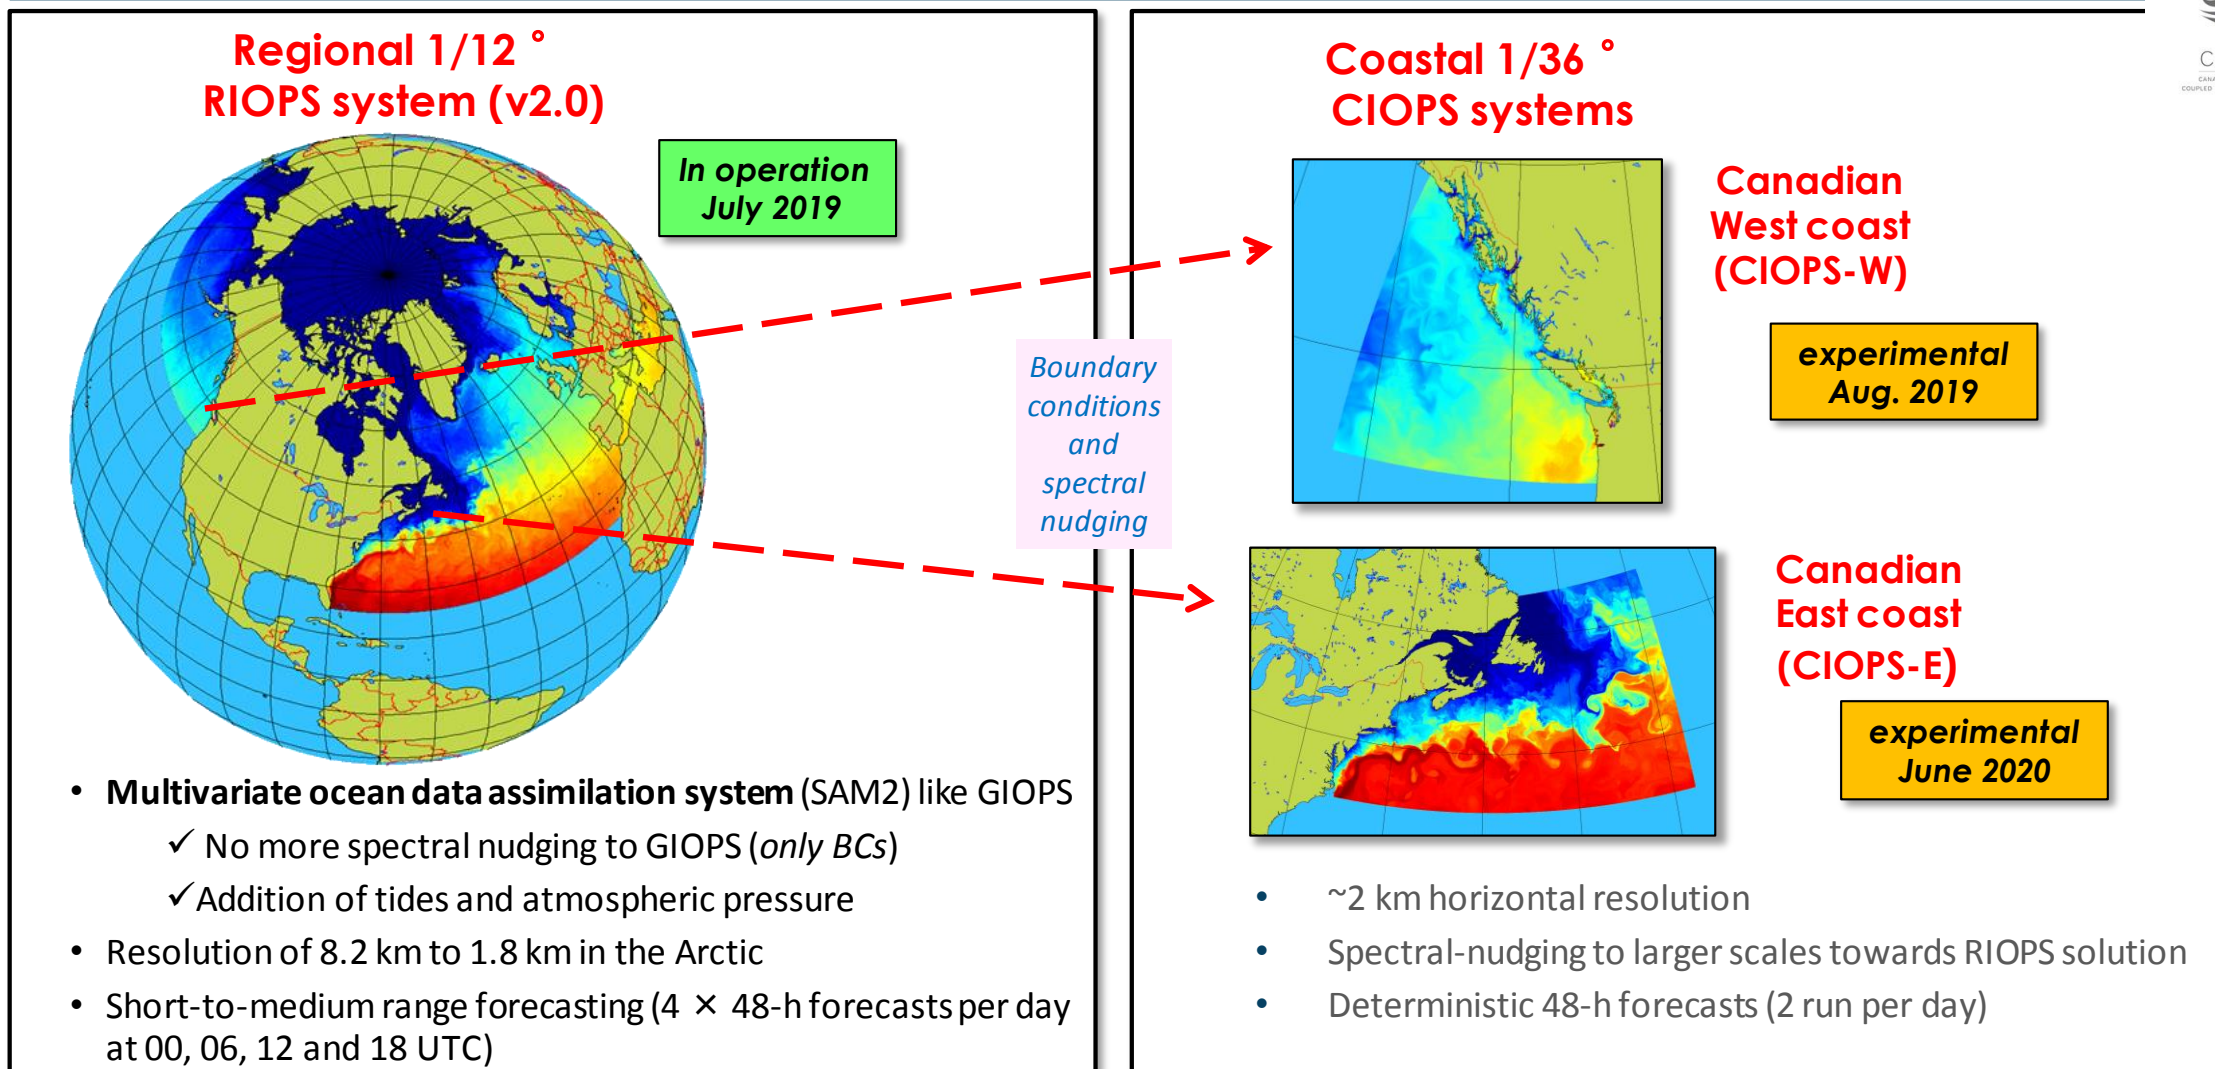 Regional 1/12 °
RIOPS system (v2.0)
In operation
July 2019
• Multivariate ocean data assimilation system (SAM2) like GIOPS
✓ No more spectral nudging to GIOPS (only BCs)
✓ Addition of tides and atmospheric pressure
• Resolution of 8.2 km to 1.8 km in the Arctic
• Short-to-medium range forecasting (4 × 48-h forecasts per day
at 00, 06, 12 and 18 UTC)
Boundary
conditions
and
spectral
nudging
Coastal 1/36 °
CIOPS systems
Canadian
West coast
(CIOPS-W)
experimental
Aug. 2019
Canadian
East coast
(CIOPS-E)
experimental
June 2020
• ~2 km horizontal resolution
• Spectral-nudging to larger scales towards RIOPS solution
• Deterministic 48-h forecasts (2 run per day)
COUPLED